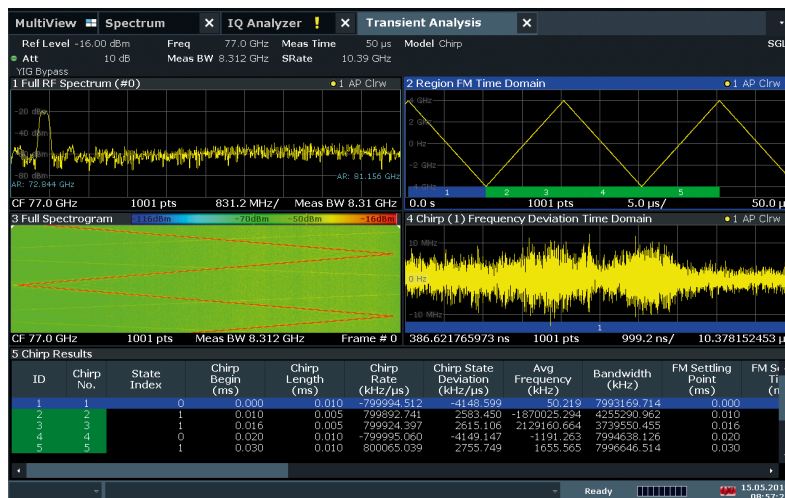 MultiView Spectrum × IQ Analyzer ! × Transient Analysis ×
Ref Level -16.00 dBm Freq 77.0 GHz Meas Time 50 µs Model Chirp SGL
Att 10 dB Meas BW 8.312 GHz SRate 10.39 GHz
YIG Bypass
1 Full RF Spectrum (#0) 1 AP Clrw
2 Region FM Time Domain 1 AP Clrw
-20 dBm
-40 dBm
-80 dBm
AR: 72.844 GHz
AR: 81.156 GHz
CF 77.0 GHz 1001 pts 831.2 MHz/ Meas BW 8.31 GHz
4 GHz
2 GHz
0 Hz
-2 GHz
-4 GHz
1 2 3 4 5
0.0 s 1001 pts 5.0 µs/ 50.0 µ
3 Full Spectrogram -116dBm -70dBm -50dBm -16dBm
4 Chirp (1) Frequency Deviation Time Domain 1 AP Clrw
CF 77.0 GHz 1001 pts Meas BW 8.312 GHz Frame # 0
10 MHz
0 Hz
-10 MHz
1
386.621765973 ns 1001 pts 999.2 ns/ 10.378152453 µ
5 Chirp Results
ID Chirp No. State Index Chirp Begin (ms) Chirp Length (ms) Chirp Rate (kHz/µs) Chirp State Deviation (kHz/µs) Avg Frequency (kHz) Bandwidth (kHz) FM Settling Point (ms)
1 1 0 0.000 0.010 -799994.512 -4148.599 50.219 7993169.714 0.000
2 2 1 0.010 0.005 799892.741 2583.450 -1870025.294 4255290.962 0.010
3 3 1 0.016 0.005 799924.397 2615.106 2129160.664 3739550.455 0.016
4 4 0 0.020 0.010 -799995.060 -4149.147 -1191.263 7994638.126 0.020
5 5 1 0.030 0.010 800065.039 2755.749 1655.565 7996646.514 0.030
Ready 15.05.201